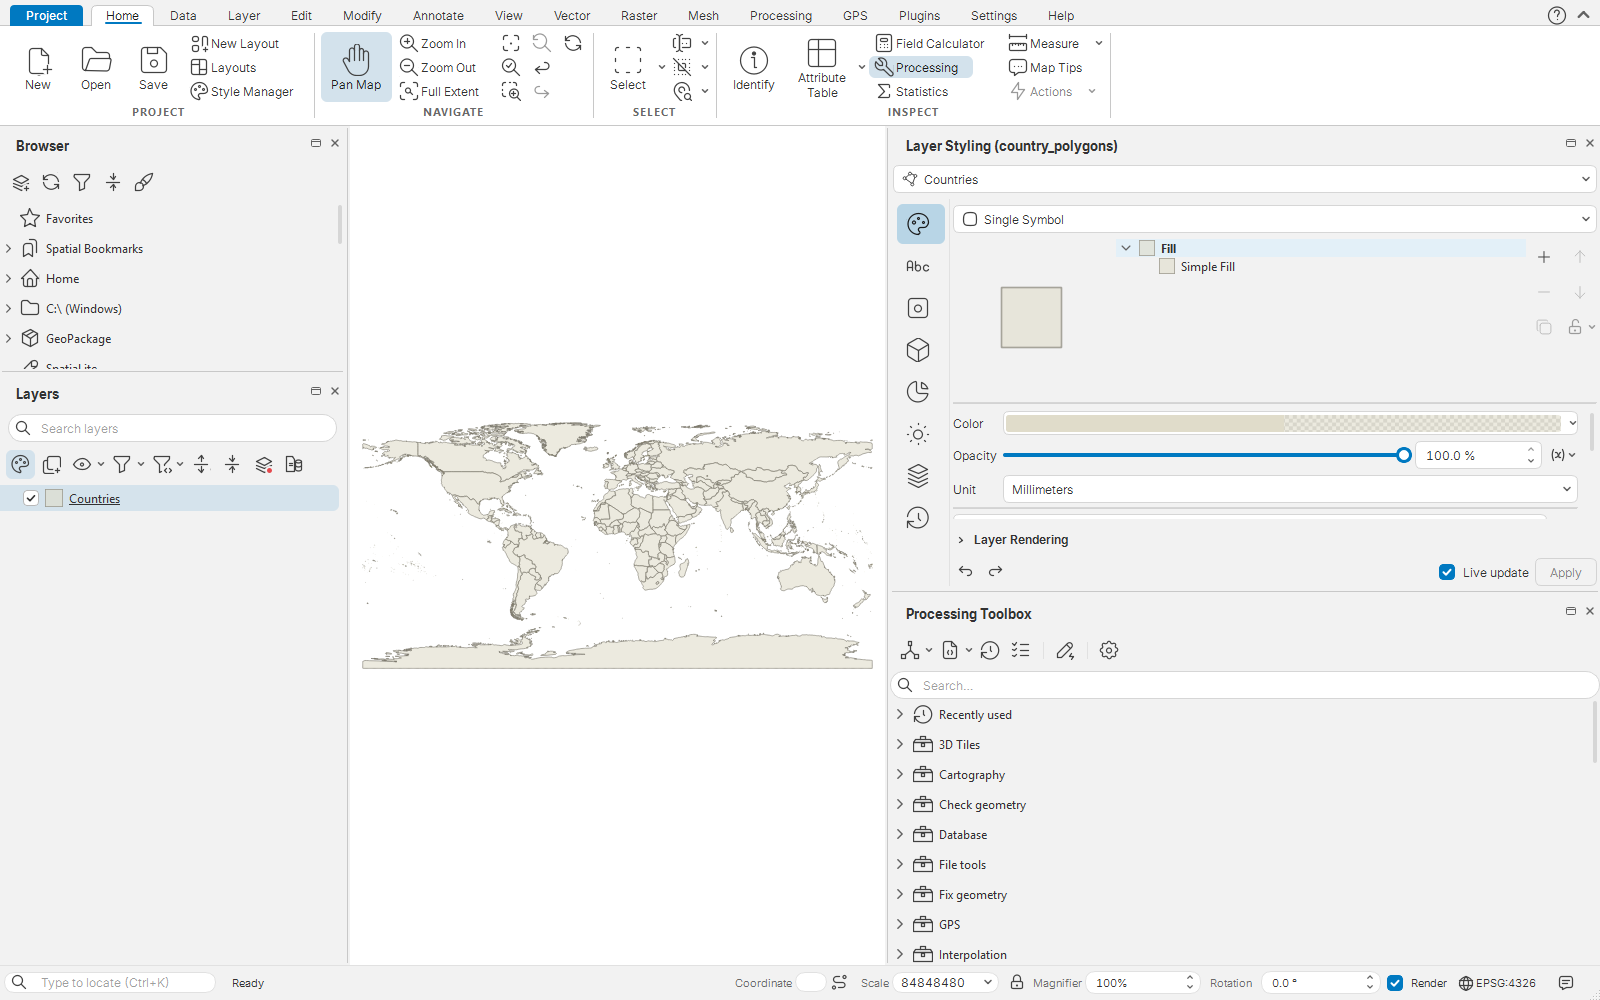 Project Home Data Layer Edit Modify Annotate View Vector Raster Mesh Processing GPS Plugins Settings Help
New Open Save
New Layout
Layouts
Style Manager
PROJECT
Pan Map
Zoom In
Zoom Out
Full Extent
NAVIGATE
Select
SELECT
Identify
Attribute
Table
Field Calculator
Processing
Statistics
Measure
Map Tips
Actions
INSPECT
Browser
Favorites
Spatial Bookmarks
Home
C:\ (Windows)
GeoPackage
SpatiaLite
Layers
Search layers
Countries
Layer Styling (country_polygons)
Countries
Single Symbol
Abc
Fill
Simple Fill
Color
Opacity 100.0 %
Unit Millimeters
Layer Rendering
Live update Apply
Processing Toolbox
Search...
Recently used
3D Tiles
Cartography
Check geometry
Database
File tools
Fix geometry
GPS
Interpolation
Type to locate (Ctrl+K) Ready Coordinate Scale 84848480 Magnifier 100% Rotation 0.0 ° Render EPSG:4326